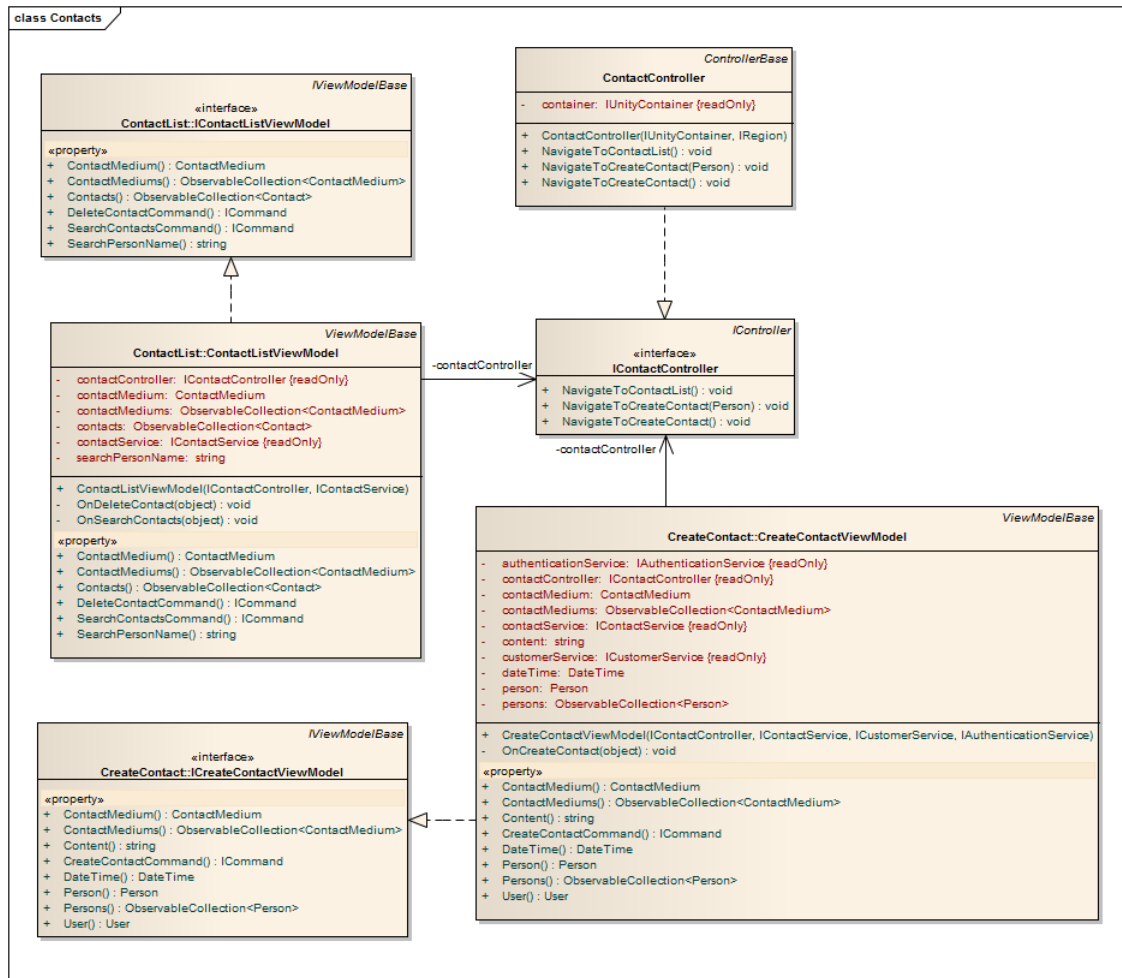 class Contacts
IViewModelBase
«interface»
ContactList::IContactListViewModel
«property»
+ ContactMedium() : ContactMedium
+ ContactMediums() : ObservableCollection<ContactMedium>
+ Contacts() : ObservableCollection<Contact>
+ DeleteContactCommand() : ICommand
+ SearchContactsCommand() : ICommand
+ SearchPersonName() : string
ControllerBase
ContactController
- container: IUnityContainer {readOnly}
+ ContactController(IUnityContainer, IRegion)
+ NavigateToContactList() : void
+ NavigateToCreateContact(Person) : void
+ NavigateToCreateContact() : void
ViewModelBase
ContactList::ContactListViewModel
- contactController: IContactController {readOnly}
- contactMedium: ContactMedium
- contactMediums: ObservableCollection<ContactMedium>
- contacts: ObservableCollection<Contact>
- contactService: IContactService {readOnly}
- searchPersonName: string
+ ContactListViewModel(IContactController, IContactService)
- OnDeleteContact(object) : void
- OnSearchContacts(object) : void
«property»
+ ContactMedium() : ContactMedium
+ ContactMediums() : ObservableCollection<ContactMedium>
+ Contacts() : ObservableCollection<Contact>
+ DeleteContactCommand() : ICommand
+ SearchContactsCommand() : ICommand
+ SearchPersonName() : string
-contactController
IController
«interface»
IContactController
+ NavigateToContactList() : void
+ NavigateToCreateContact(Person) : void
+ NavigateToCreateContact() : void
-contactController
ViewModelBase
CreateContact::CreateContactViewModel
- authenticationService: IAuthenticationService {readOnly}
- contactController: IContactController {readOnly}
- contactMedium: ContactMedium
- contactMediums: ObservableCollection<ContactMedium>
- contactService: IContactService {readOnly}
- content: string
- customerService: ICustomerService {readOnly}
- dateTime: DateTime
- person: Person
- persons: ObservableCollection<Person>
+ CreateContactViewModel(IContactController, IContactService, ICustomerService, IAuthenticationService)
- OnCreateContact(object) : void
«property»
+ ContactMedium() : ContactMedium
+ ContactMediums() : ObservableCollection<ContactMedium>
+ Content() : string
+ CreateContactCommand() : ICommand
+ DateTime() : DateTime
+ Person() : Person
+ Persons() : ObservableCollection<Person>
+ User() : User
IViewModelBase
«interface»
CreateContact::ICreateContactViewModel
«property»
+ ContactMedium() : ContactMedium
+ ContactMediums() : ObservableCollection<ContactMedium>
+ Content() : string
+ CreateContactCommand() : ICommand
+ DateTime() : DateTime
+ Person() : Person
+ Persons() : ObservableCollection<Person>
+ User() : User